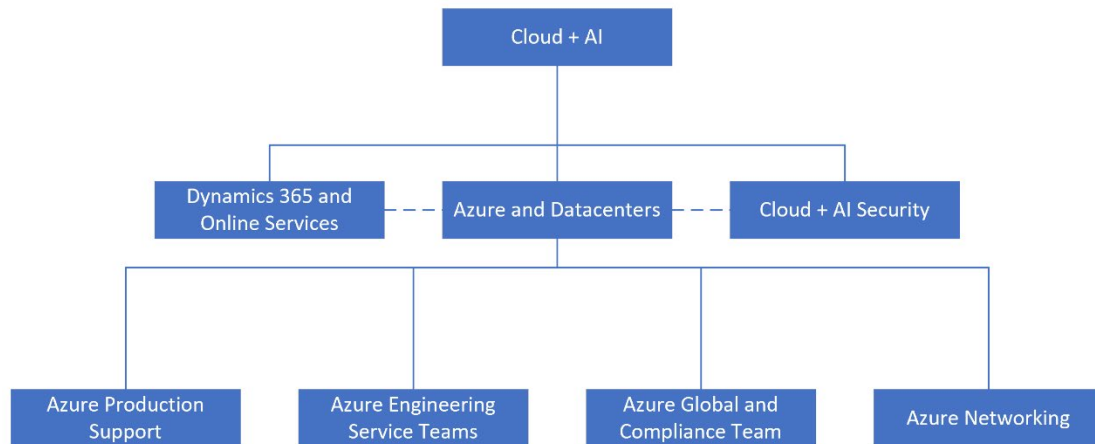 Cloud + AI
Dynamics 365 and
Online Services
Azure and Datacenters
Cloud + AI Security
Azure Production
Support
Azure Engineering
Service Teams
Azure Global and
Compliance Team
Azure Networking